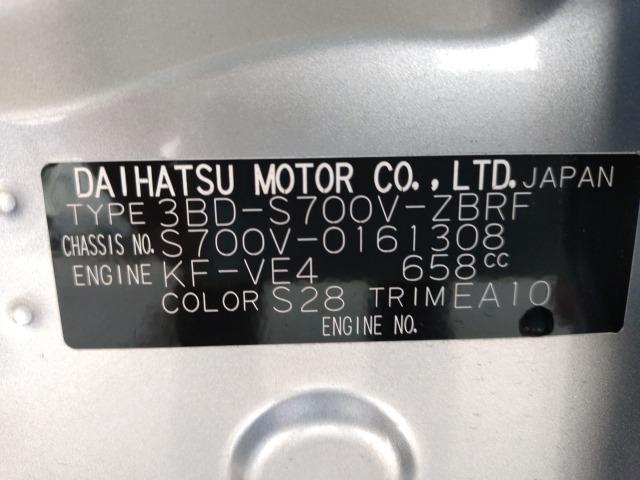 DAIHATSU MOTOR CO., LTD. JAPAN
TYPE 3BD-S700V-ZBRF
CHASSIS NO. S700V-0161308
ENGINE KF-VE4 658cc
COLOR S28 TRIM EA10
ENGINE NO.